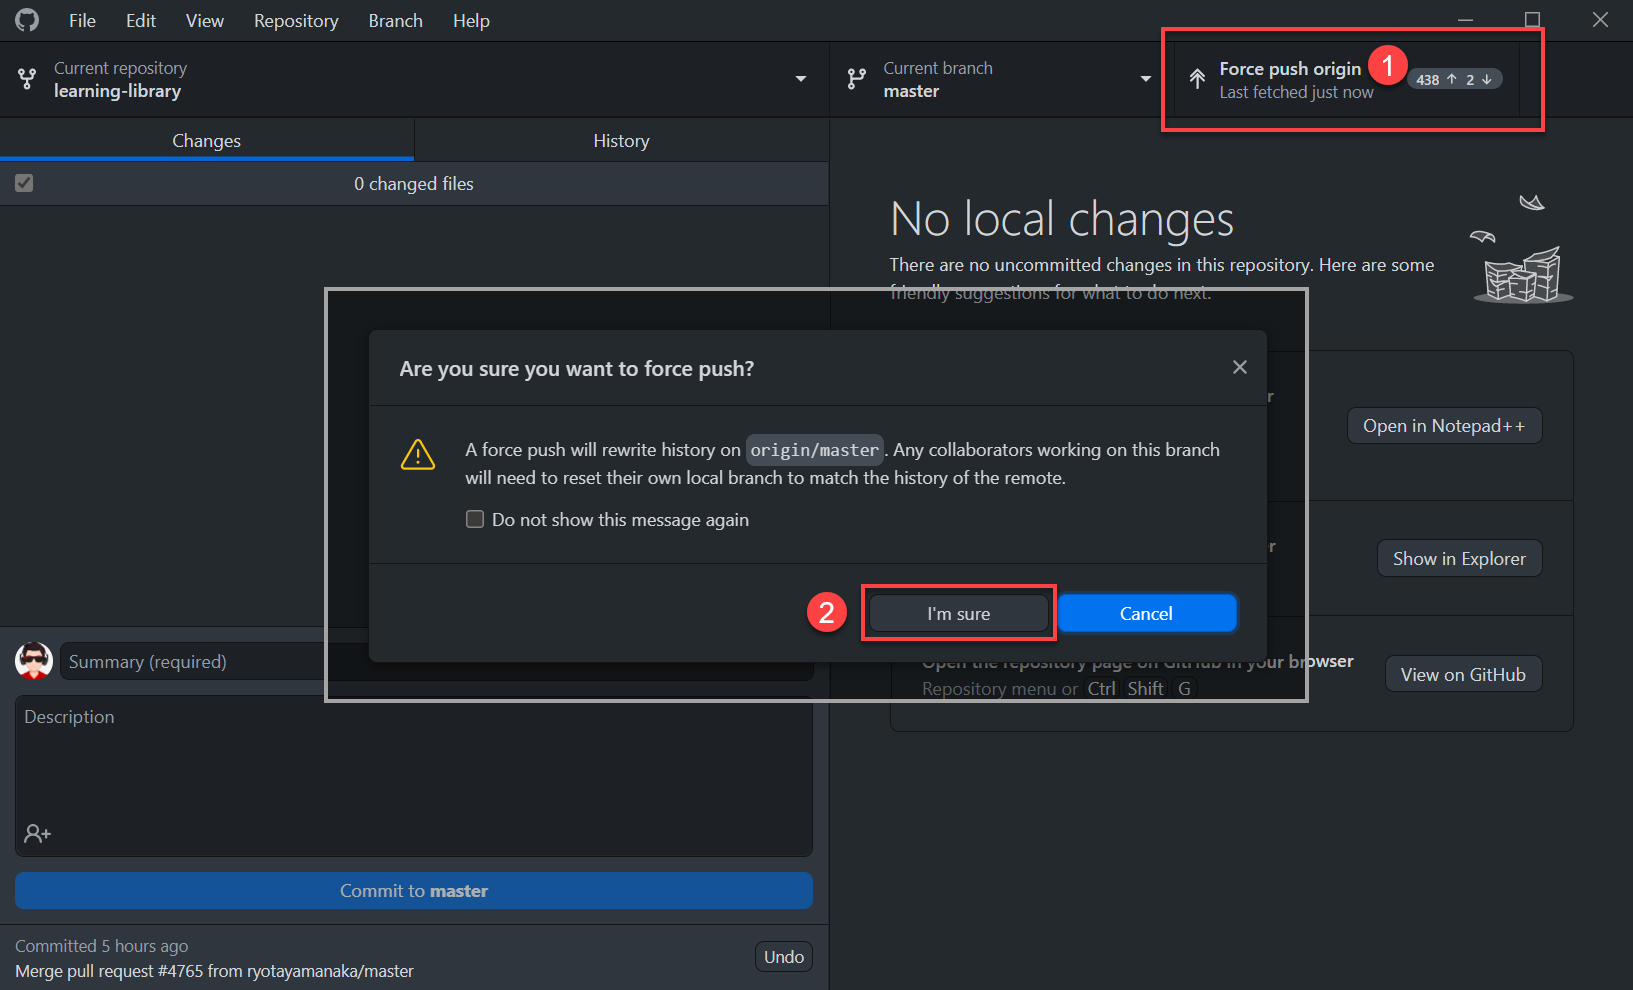 File Edit View Repository Branch Help
Current repository
learning-library
Current branch
master
Force push origin
Last fetched just now
1
438 ↑ 2 ↓
Changes History
0 changed files
No local changes
There are no uncommitted changes in this repository. Here are some
friendly suggestions for what to do next.
r
Open in Notepad++
Are you sure you want to force push?
A force push will rewrite history on origin/master. Any collaborators working on this branch
will need to reset their own local branch to match the history of the remote.
Do not show this message again
r
Show in Explorer
2
I'm sure
Cancel
Open the repository page on GitHub in your browser
Repository menu or Ctrl Shift G
View on GitHub
Summary (required)
Description
Commit to master
Committed 5 hours ago
Merge pull request #4765 from ryotayamanaka/master
Undo